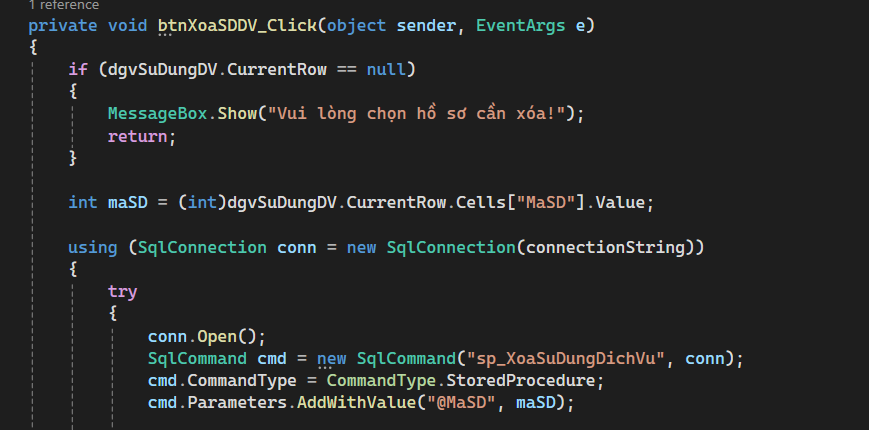 1 reference
private void btnXoaSDDV_Click(object sender, EventArgs e)
{
if (dgvSuDungDV.CurrentRow == null)
{
MessageBox.Show("Vui lòng chọn hồ sơ cần xóa!");
return;
}
int maSD = (int)dgvSuDungDV.CurrentRow.Cells["MaSD"].Value;
using (SqlConnection conn = new SqlConnection(connectionString))
{
try
{
conn.Open();
SqlCommand cmd = new SqlCommand("sp_XoaSuDungDichVu", conn);
cmd.CommandType = CommandType.StoredProcedure;
cmd.Parameters.AddWithValue("@MaSD", maSD);